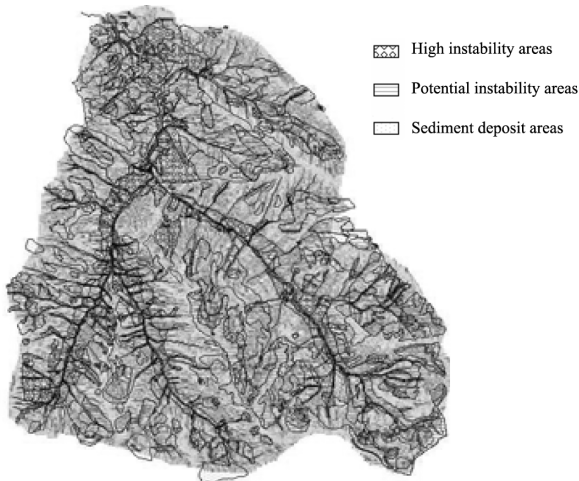 High instability areas
Potential instability areas
Sediment deposit areas